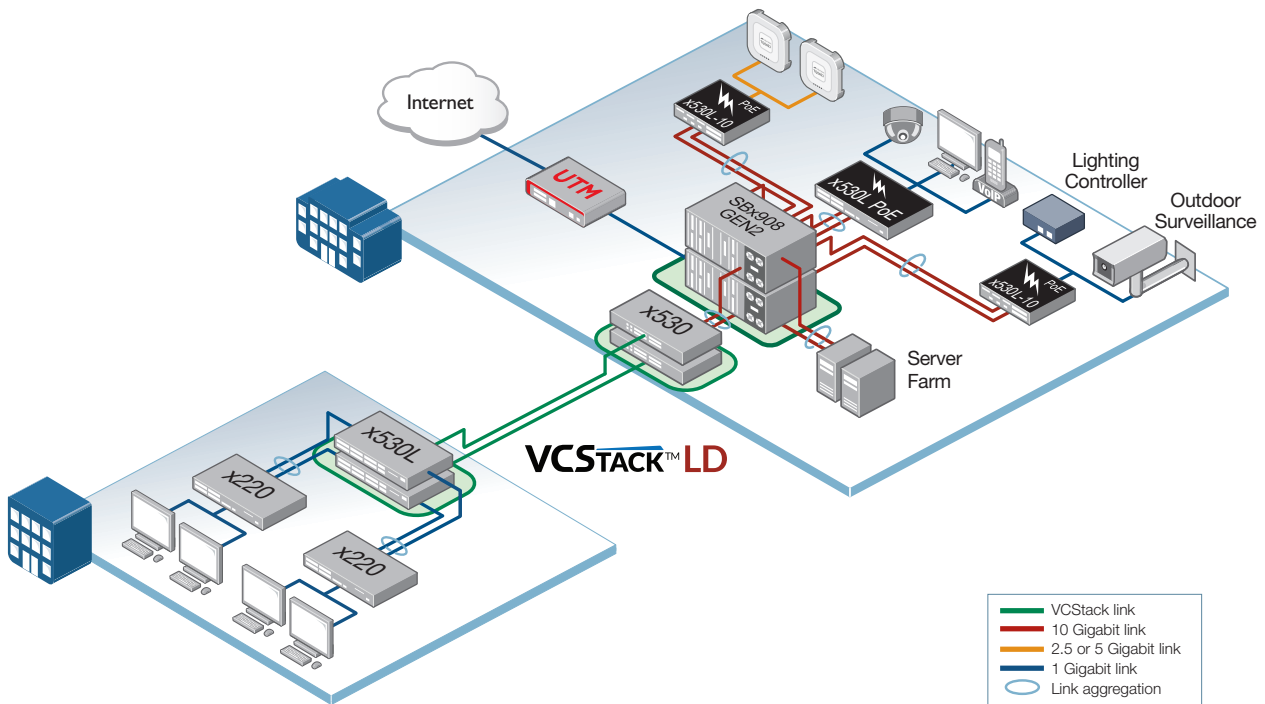 Internet
UTM
x530L-10
PoE
SBx908
GEN2
x530L PoE
VoIP
Lighting
Controller
Outdoor
Surveillance
x530L-10
PoE
x530
Server
Farm
VCSTACK™ LD
x530L
x220
x220
VCStack link
10 Gigabit link
2.5 or 5 Gigabit link
1 Gigabit link
Link aggregation